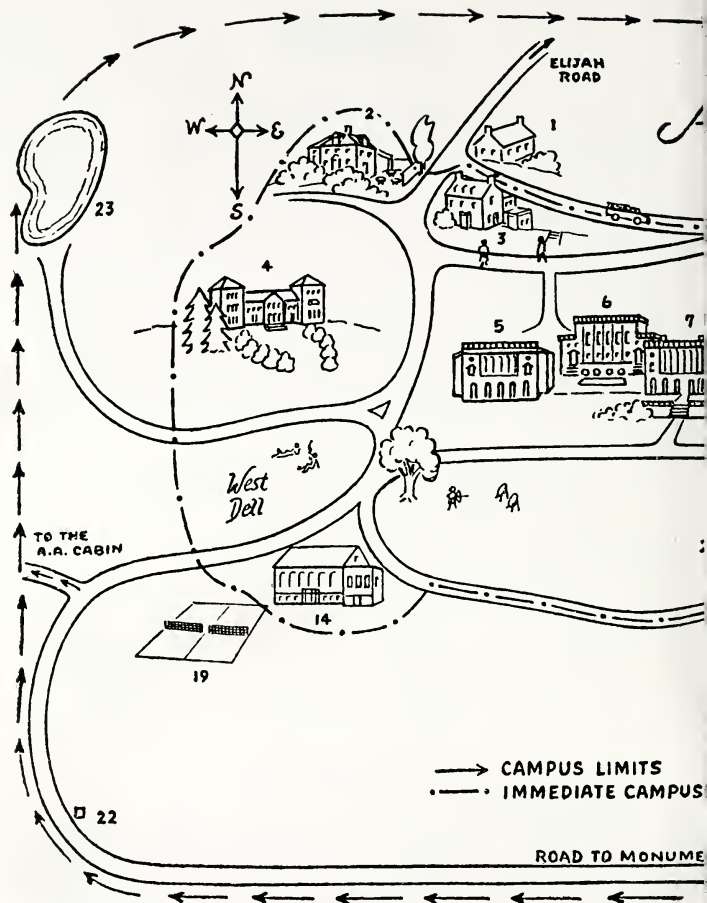 ELIJAH
ROAD
N
W E
S
1
2
3
23
4
5
6
7
West
Dell
TO THE
A.A. CABIN
14
19
CAMPUS LIMITS
IMMEDIATE CAMPUS
22
ROAD TO MONUME